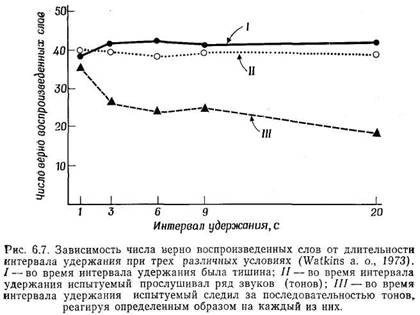 Число верно воспроизведенных слов
50
40
30
20
10
I
II
III
1 3 6 9 20
Интервал удержания, с
Рис. 6.7. Зависимость числа верно воспроизведенных слов от длительности
интервала удержания при трех различных условиях (Watkins a. o., 1973).
I — во время интервала удержания была тишина; II — во время интервала
удержания испытуемый прослушивал ряд звуков (тонов); III — во время
интервала удержания испытуемый следил за последовательностью тонов,
реагируя определенным образом на каждый из них.